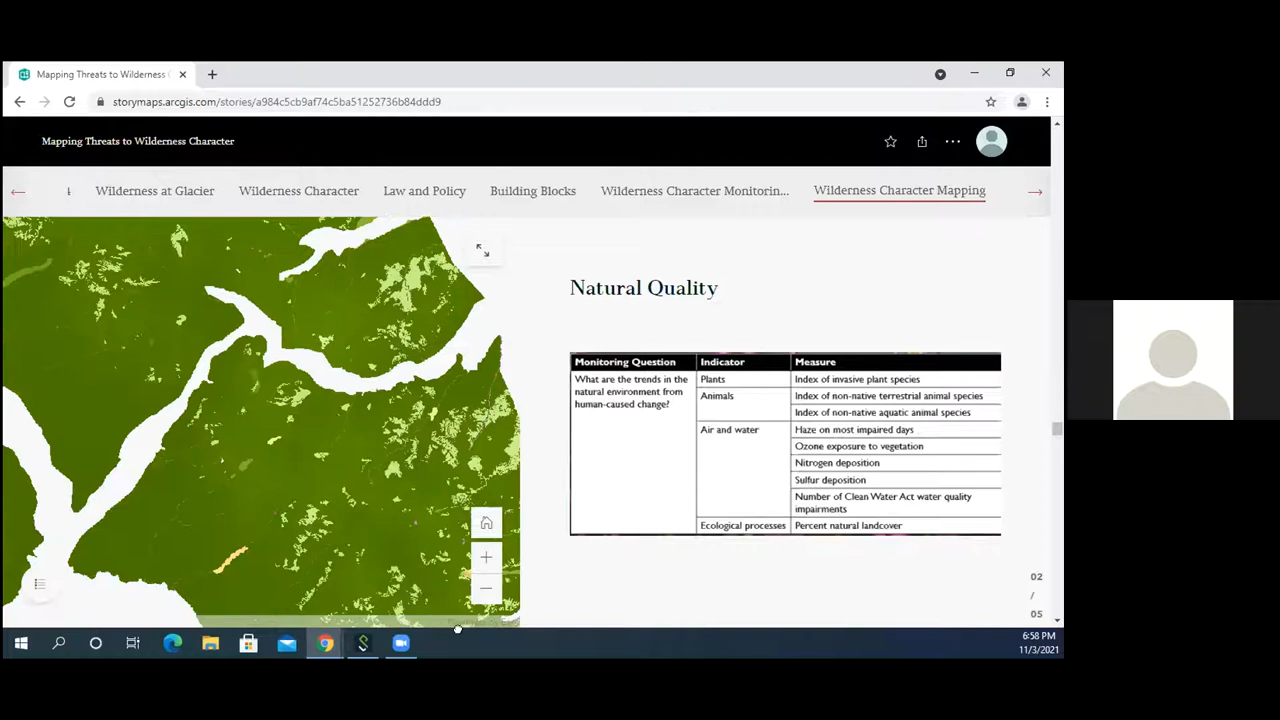 Mapping Threats to Wilderness
storymaps.arcgis.com/stories/a984c5cb9af74c5ba51252736b84ddd9
Mapping Threats to Wilderness Character
Wilderness at Glacier
Wilderness Character
Law and Policy
Building Blocks
Wilderness Character Monitorin...
Wilderness Character Mapping
Natural Quality
Monitoring Question Indicator Measure
What are the trends in the Plants Index of invasive plant species
natural environment from Animals Index of non-native terrestrial animal species
human-caused change? Index of non-native aquatic animal species
Air and water Haze on most impaired days
Ozone exposure to vegetation
Nitrogen deposition
Sulfur deposition
Number of Clean Water Act water quality
impairments
Ecological processes Percent natural landcover
02
/
05
6:58 PM
11/3/2021